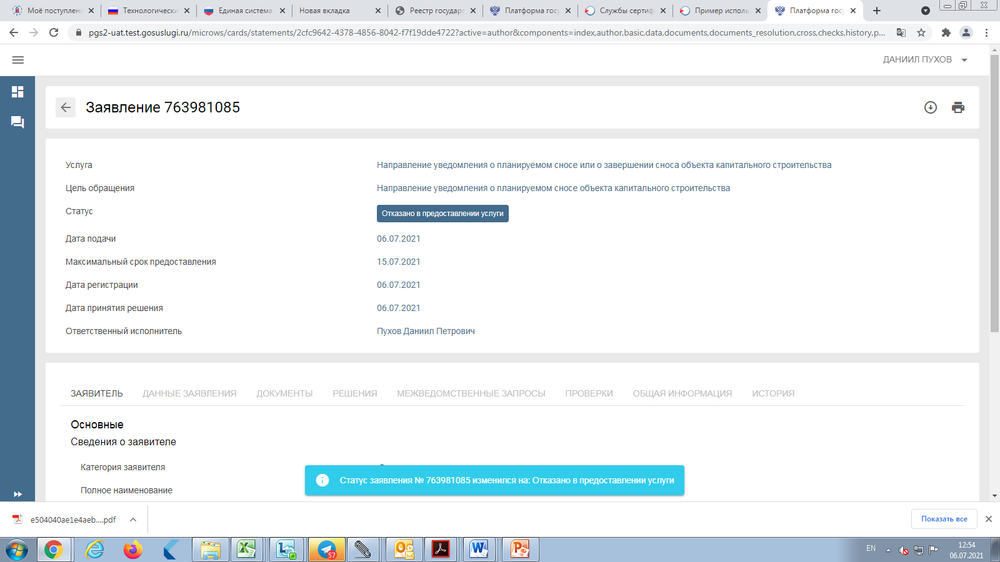 Моё поступлен
Технологически
Единая система
Новая вкладка
Реестр государс
Платформа госу
Службы сертиф
Пример исполь
Платформа госу
pgs2-uat.test.gosuslugi.ru/microws/cards/statements/2cfc9642-4378-4856-8042-f7f19dde4722?active=author&components=index,author,basic,data,documents,documents_resolution,cross,checks,history,p...
ДАНИИЛ ПУХОВ
Заявление 763981085
Услуга Направление уведомления о планируемом сносе или о завершении сноса объекта капитального строительства
Цель обращения Направление уведомления о планируемом сносе объекта капитального строительства
Статус Отказано в предоставлении услуги
Дата подачи 06.07.2021
Максимальный срок предоставления 15.07.2021
Дата регистрации 06.07.2021
Дата принятия решения 06.07.2021
Ответственный исполнитель Пухов Даниил Петрович
ЗАЯВИТЕЛЬ ДАННЫЕ ЗАЯВЛЕНИЯ ДОКУМЕНТЫ РЕШЕНИЯ МЕЖВЕДОМСТВЕННЫЕ ЗАПРОСЫ ПРОВЕРКИ ОБЩАЯ ИНФОРМАЦИЯ ИСТОРИЯ
Основные
Сведения о заявителе
Категория заявителя
Статус заявления № 763981085 изменился на: Отказано в предоставлении услуги
Полное наименование
e504040ae1e4aeb....pdf
Показать все
57
EN
12:54
06.07.2021